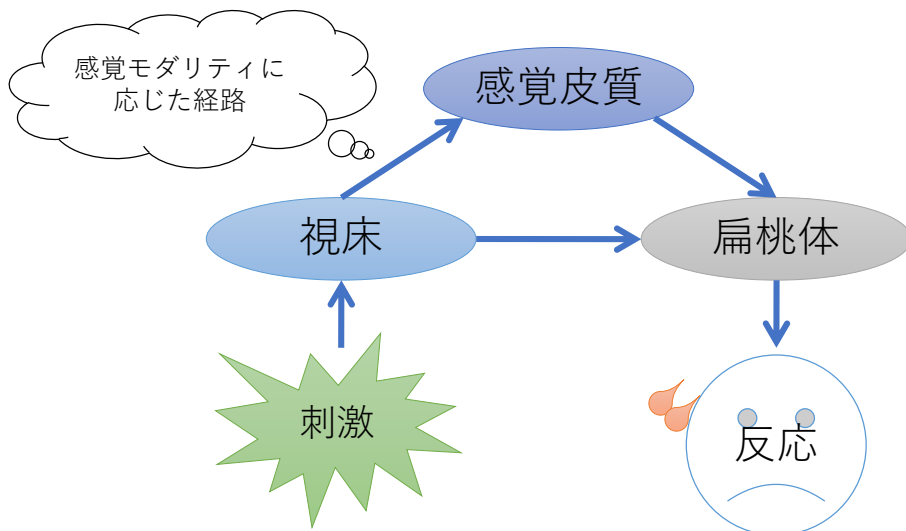 感覚モダリティに
応じた経路
感覚皮質
視床
扁桃体
刺激
反応